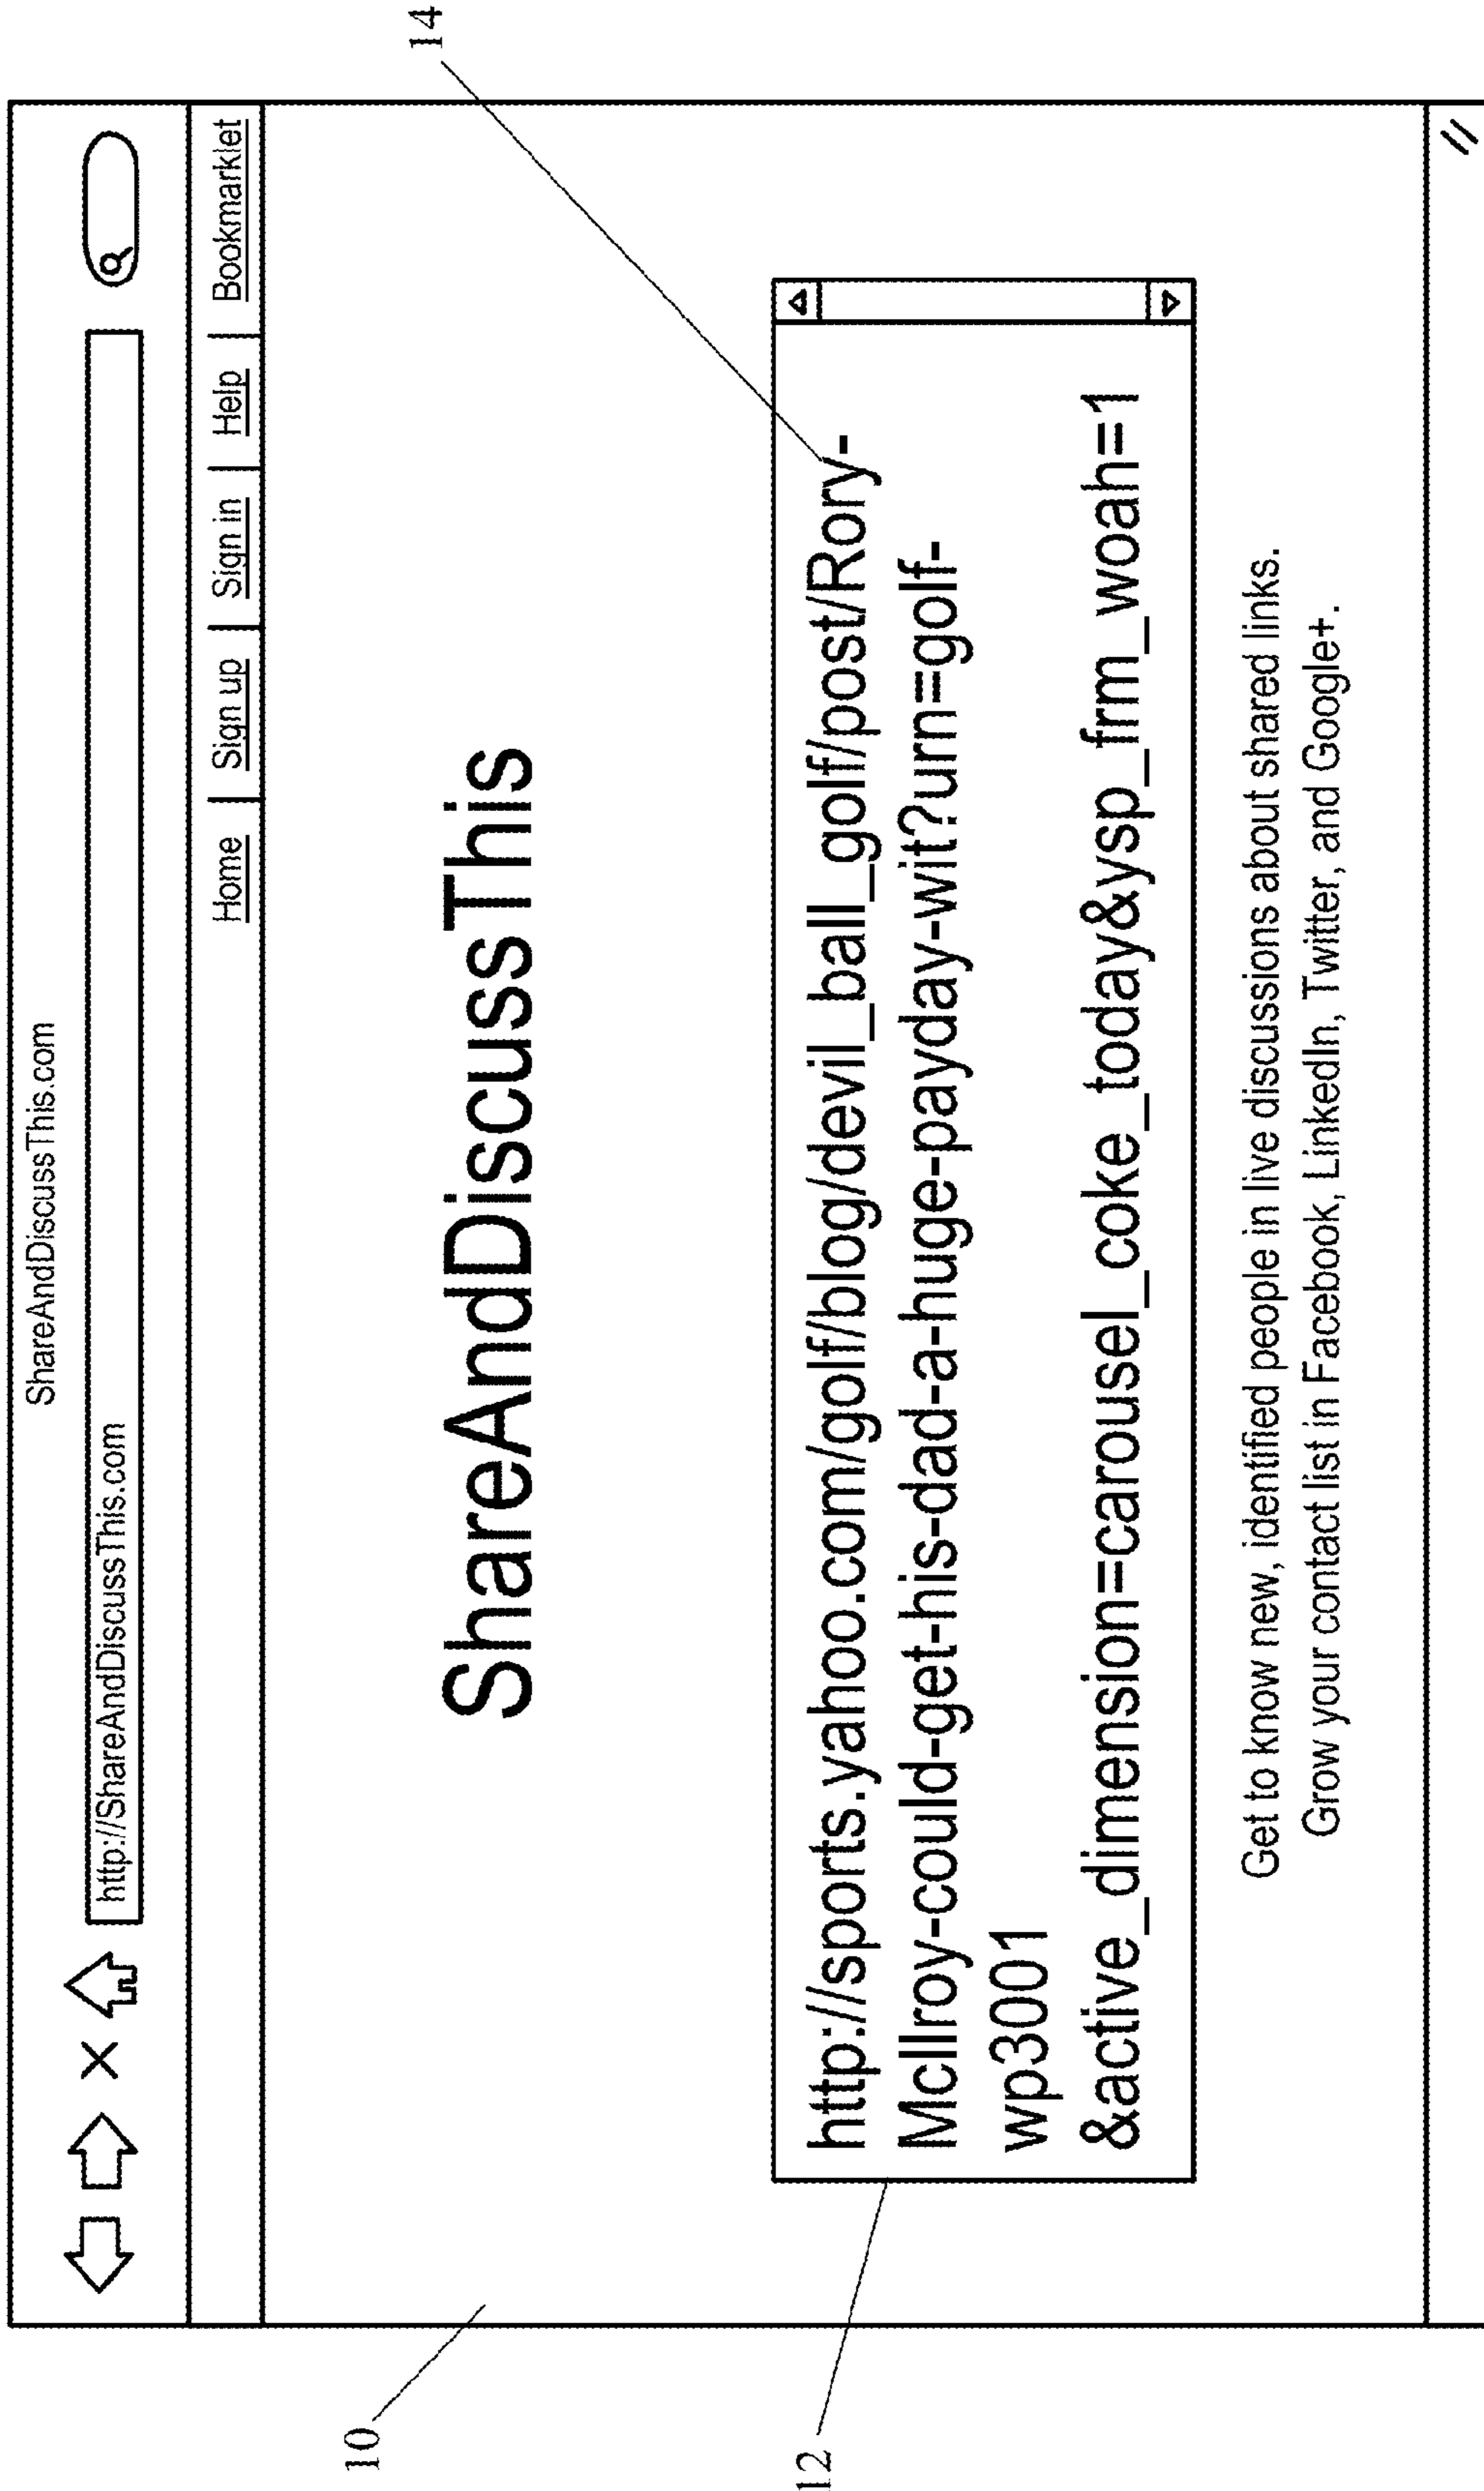 ShareAndDiscussThis.com
http://ShareAndDiscussThis.com
Home | Sign up | Sign in | Help | Bookmarklet
14
10
ShareAndDiscussThis
12
http://sports.yahoo.com/golf/blog/devil_ball_golf/post/Rory-
McIlroy-could-get-his-dad-a-huge-payday-wit?urn=golf-
wp3001
&active_dimension=carousel_coke_today&ysp_frm_woah=1
Get to know new, identified people in live discussions about shared links.
Grow your contact list in Facebook, LinkedIn, Twitter, and Google+.